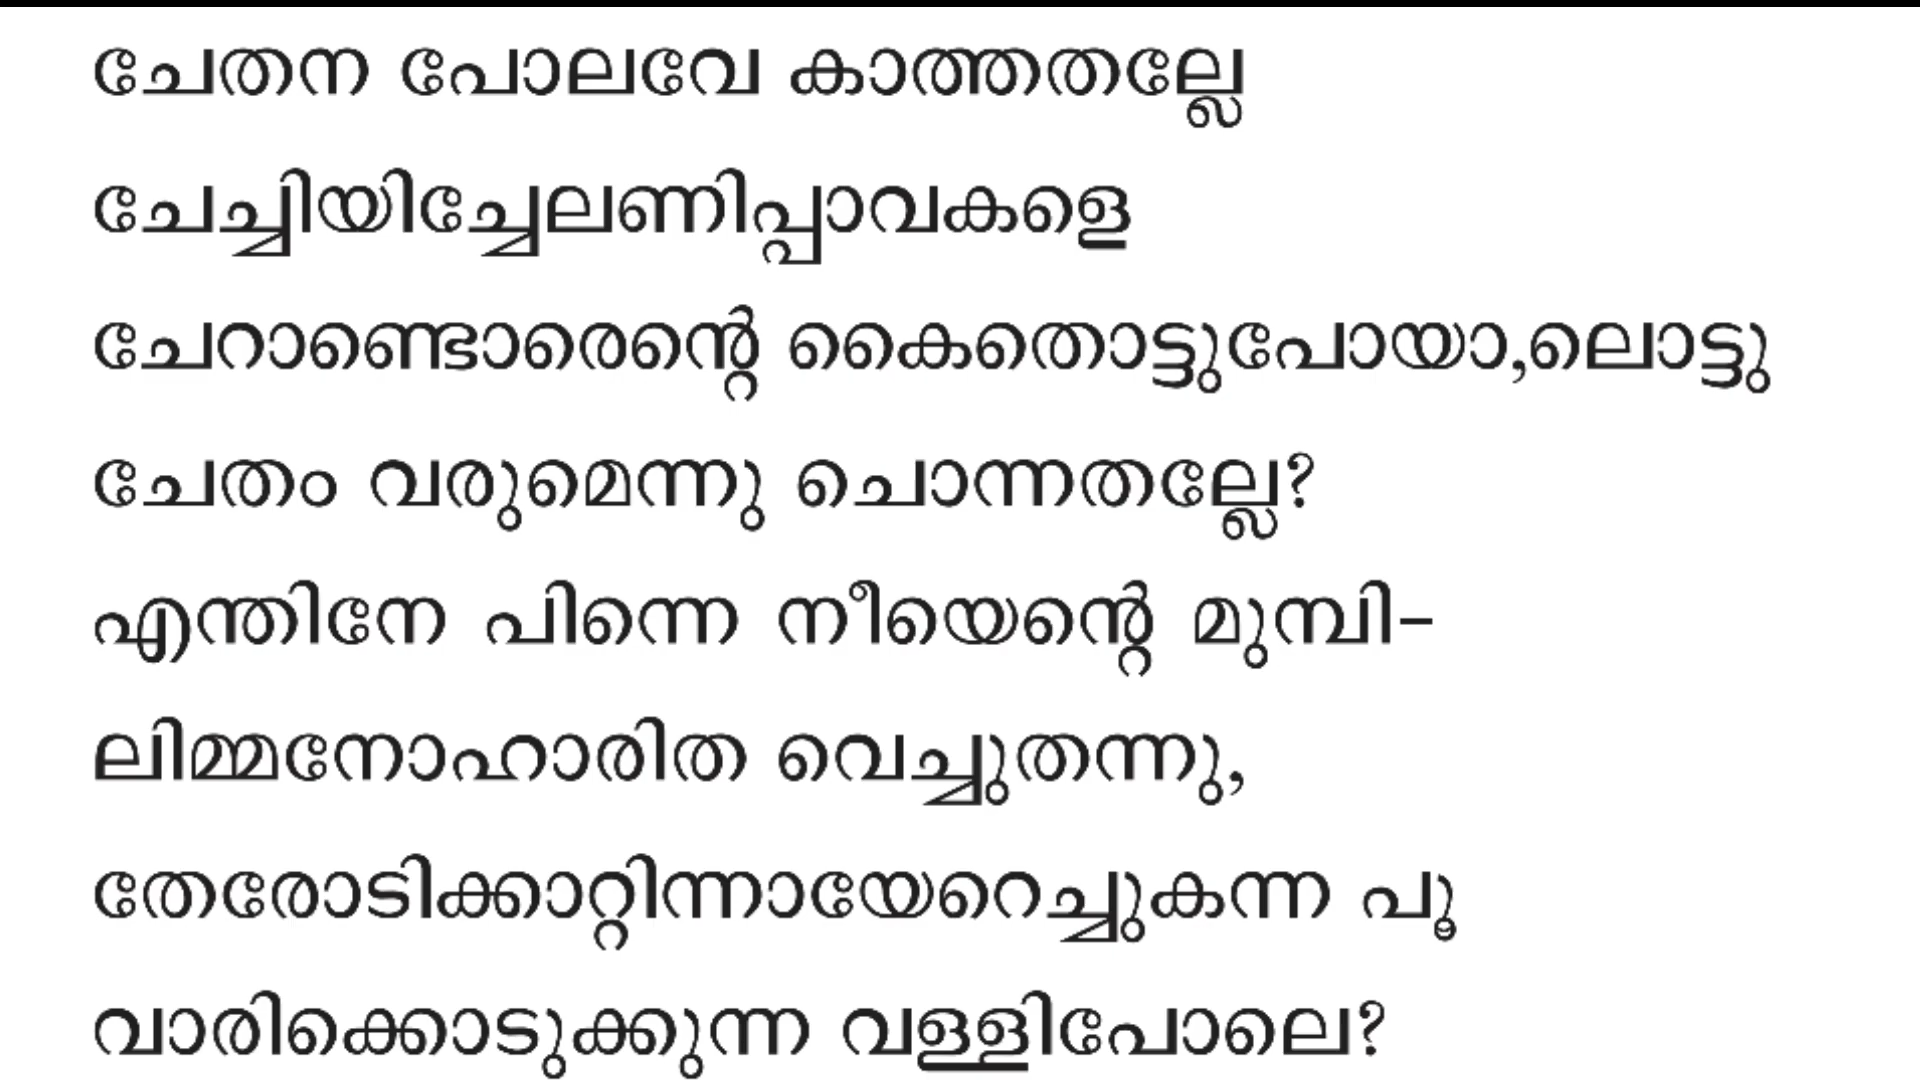 ചേതന പോലവേ കാത്തതല്ലേ
ചേച്ചിയിച്ചേലണിപ്പാവകളെ
ചേറാണ്ടൊരെന്റെ കൈതൊട്ടുപോയാ,ലൊട്ടു
ചേതം വരുമെന്നു ചൊന്നതല്ലേ?
എന്തിനേ പിന്നെ നീയെന്റെ മുമ്പി–
ലിമ്മനോഹാരിത വെച്ചുതന്നു,
തേരോടിക്കാറ്റിന്നായേറെച്ചുകന്ന പൂ
വാരിക്കൊടുക്കുന്ന വള്ളിപോലെ?